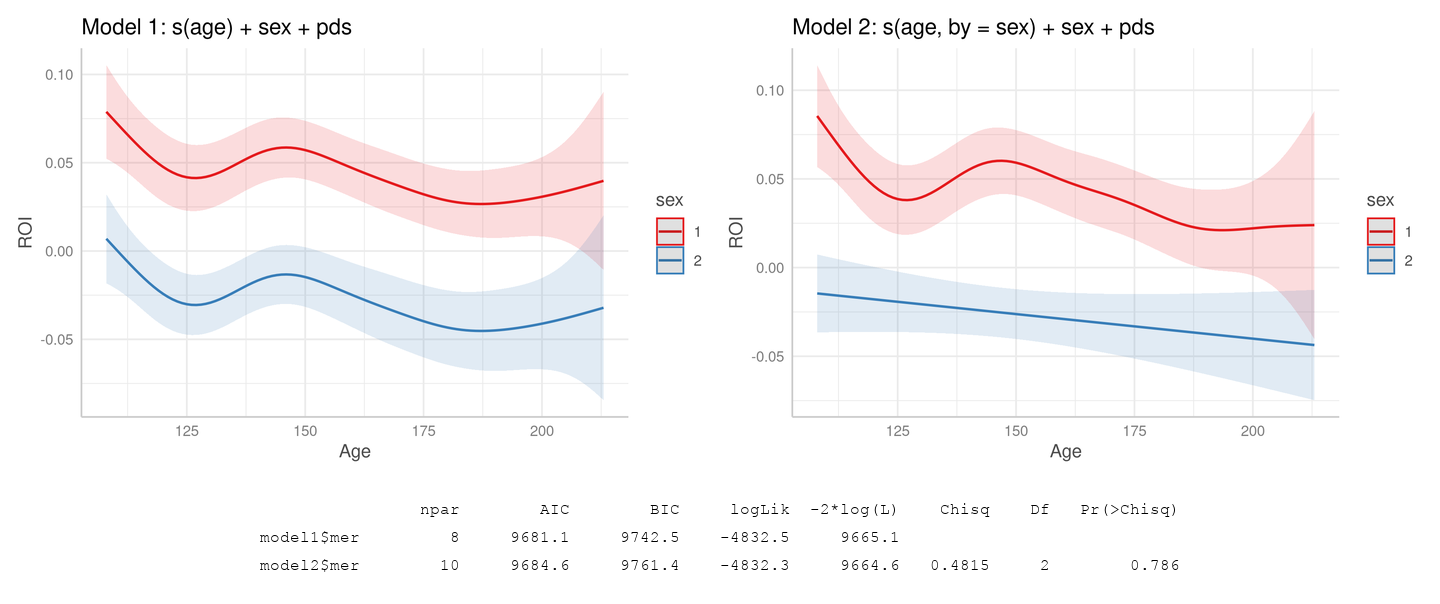 Model 1: s(age) + sex + pds
0.10
0.05
0.00
-0.05
ROI
125 150 175 200
Age
sex
1
2
Model 2: s(age, by = sex) + sex + pds
0.10
0.05
0.00
-0.05
ROI
125 150 175 200
Age
sex
1
2
npar AIC BIC logLik -2*log(L) Chisq Df Pr(>Chisq)
model1$mer 8 9681.1 9742.5 -4832.5 9665.1
model2$mer 10 9684.6 9761.4 -4832.3 9664.6 0.4815 2 0.786